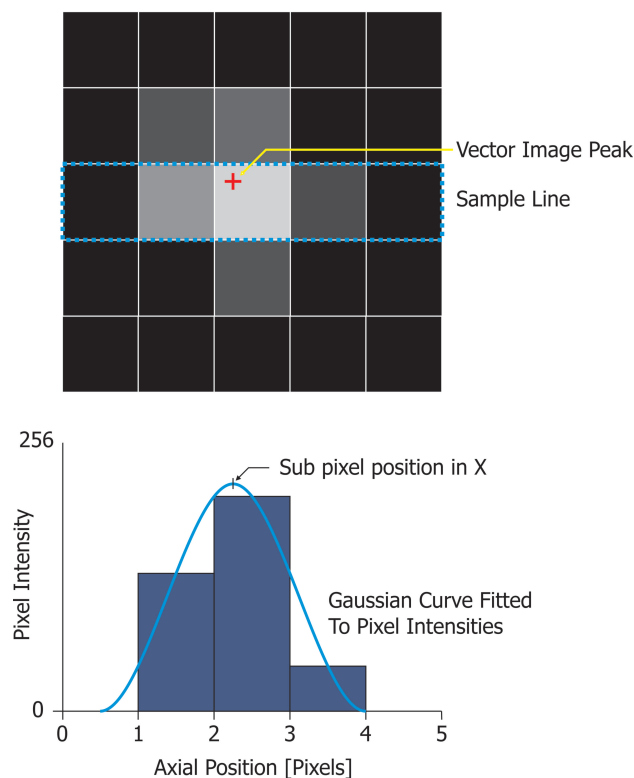 Vector Image Peak
Sample Line
256
Sub pixel position in X
Pixel Intensity
Gaussian Curve Fitted
To Pixel Intensities
0
0 1 2 3 4 5
Axial Position [Pixels]